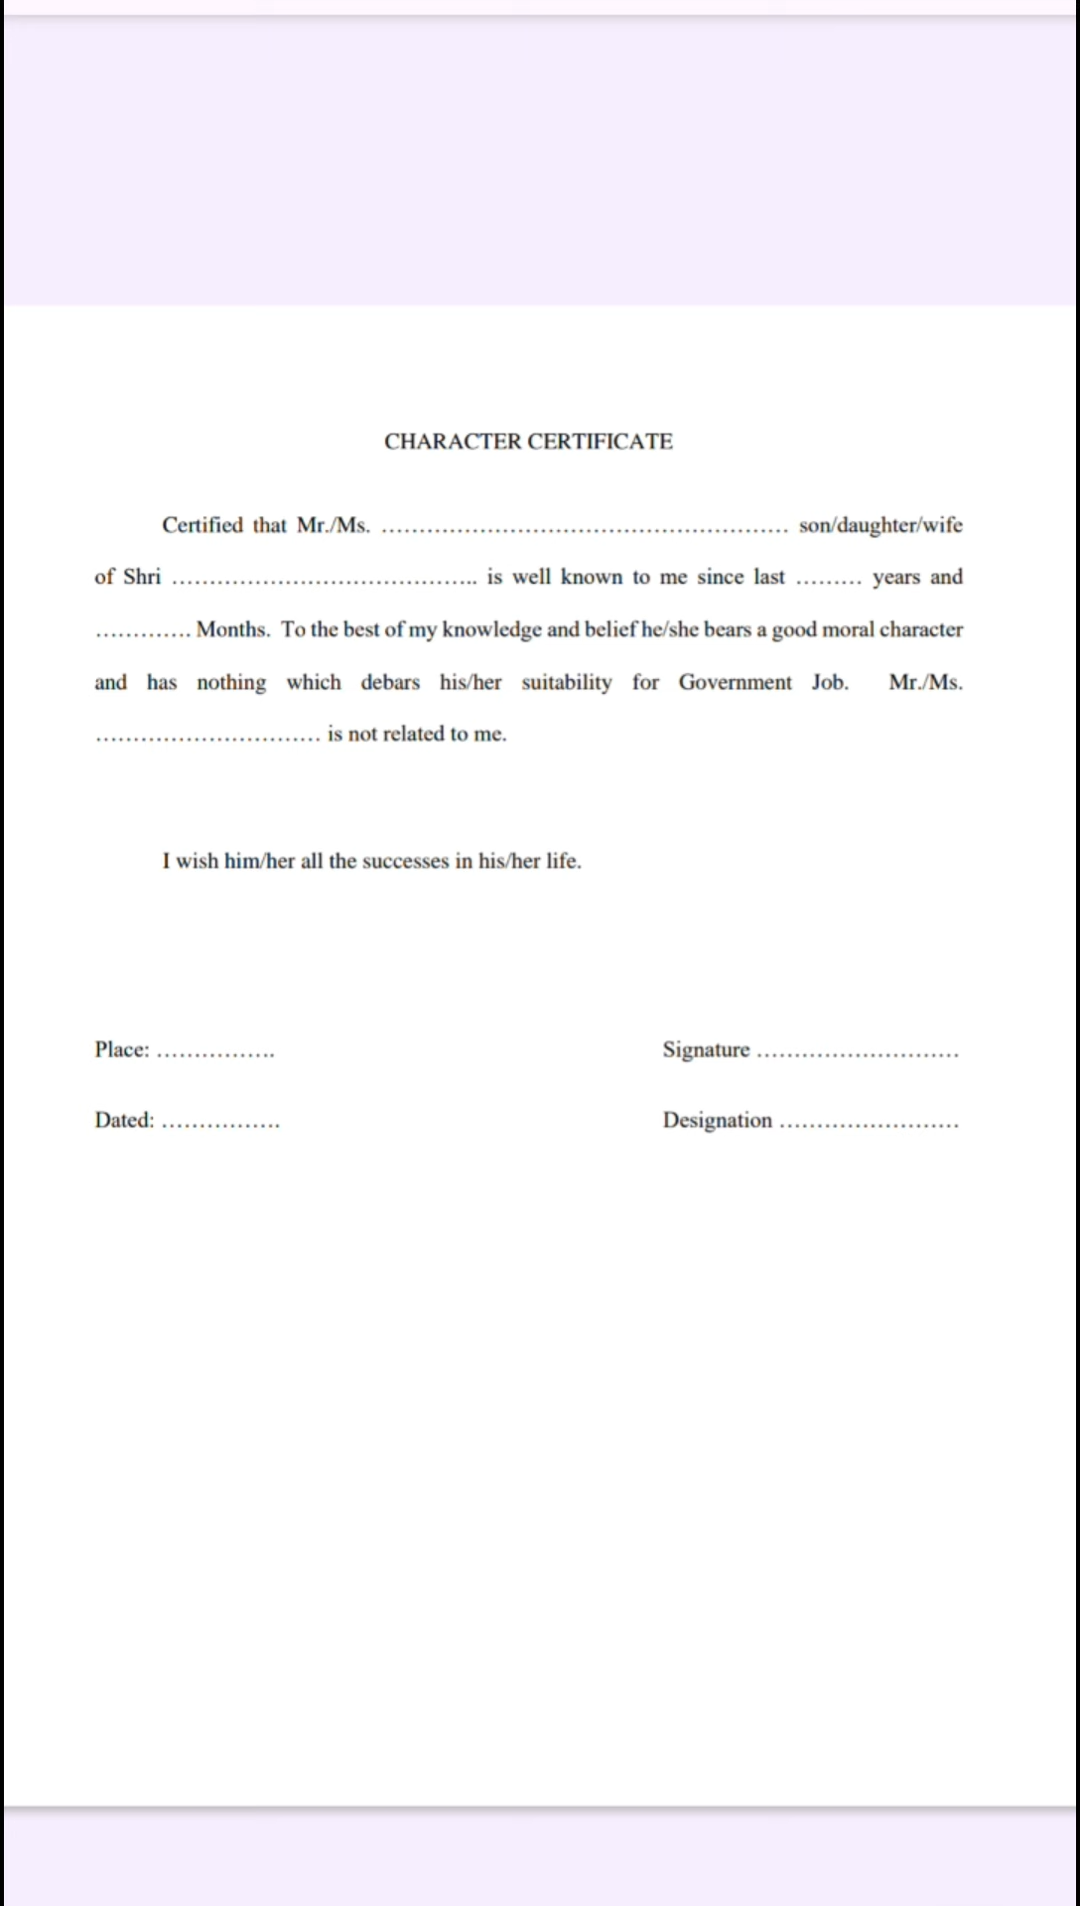 CHARACTER CERTIFICATE
Certified that Mr./Ms. ...................................................... son/daughter/wife
of Shri ........................................ is well known to me since last ......... years and
............. Months. To the best of my knowledge and belief he/she bears a good moral character
and has nothing which debars his/her suitability for Government Job. Mr./Ms.
.............................. is not related to me.
I wish him/her all the successes in his/her life.
Place: ................ Signature ...........................
Dated: ................ Designation ........................